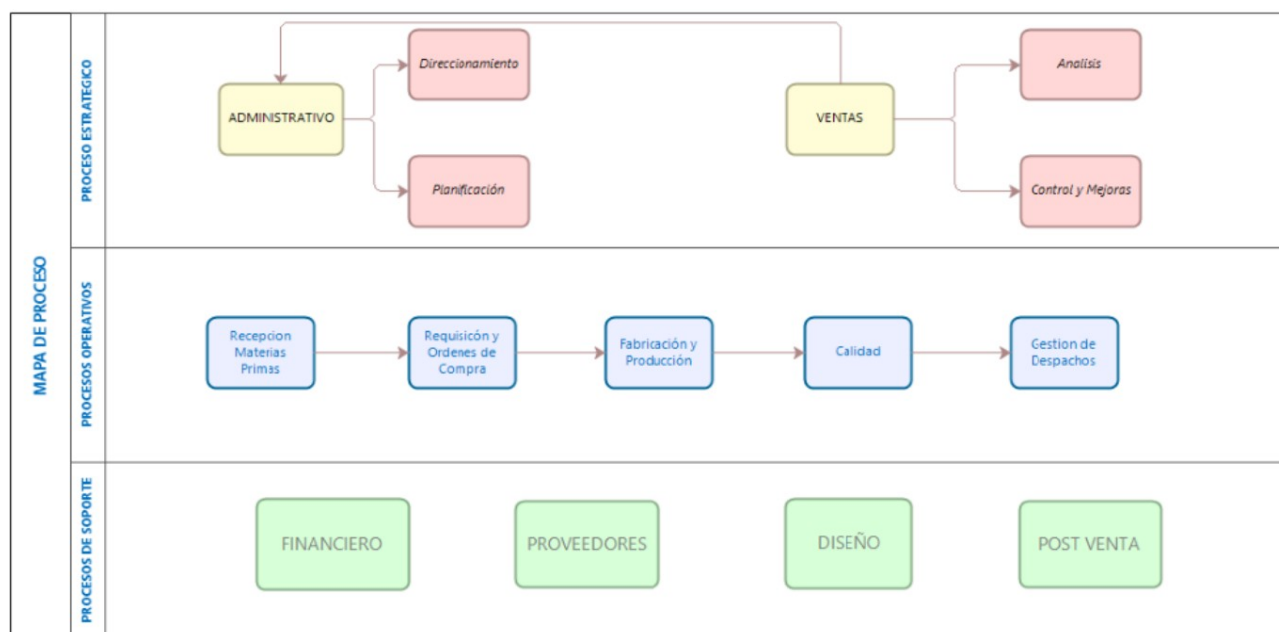 MAPA DE PROCESO
PROCESO ESTRATEGICO
ADMINISTRATIVO
Direccionamiento
Planificación
VENTAS
Analisis
Control y Mejoras
PROCESOS OPERATIVOS
Recepcion
Materias
Primas
Requisicón y
Ordenes de
Compra
Fabricación y
Producción
Calidad
Gestion de
Despachos
PROCESOS DE SOPORTE
FINANCIERO
PROVEEDORES
DISEÑO
POST VENTA